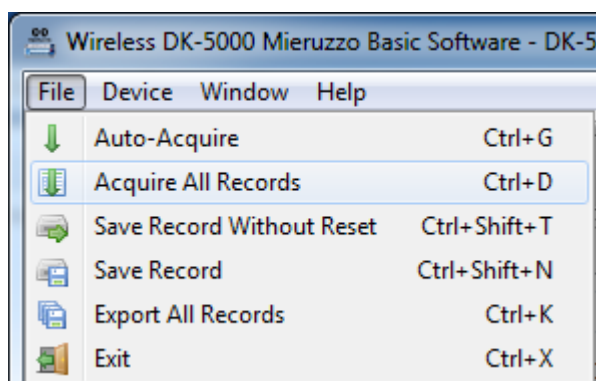 Wireless DK-5000 Mieruzzo Basic Software - DK-5
File Device Window Help
Auto-Acquire Ctrl+G
Acquire All Records Ctrl+D
Save Record Without Reset Ctrl+Shift+T
Save Record Ctrl+Shift+N
Export All Records Ctrl+K
Exit Ctrl+X